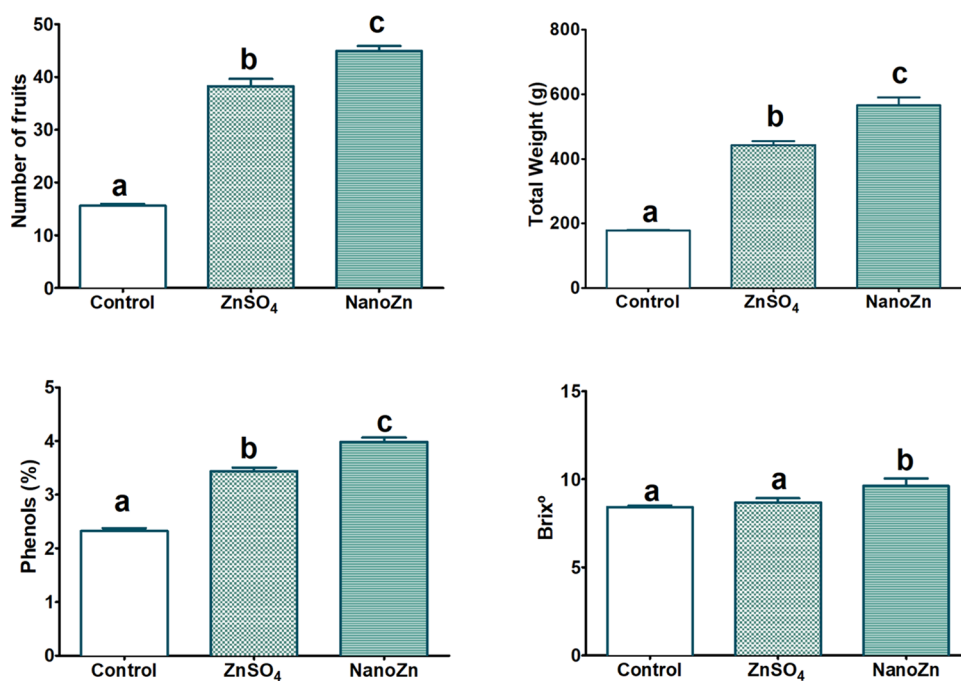 Number of fruits
50
40
30
20
10
0
a
b
c
Control
ZnSO₄
NanoZn
Total Weight (g)
800
600
400
200
0
a
b
c
Control
ZnSO₄
NanoZn
Phenols (%)
5
4
3
2
1
0
a
b
c
Control
ZnSO₄
NanoZn
Brixº
15
10
5
0
a
a
b
Control
ZnSO₄
NanoZn